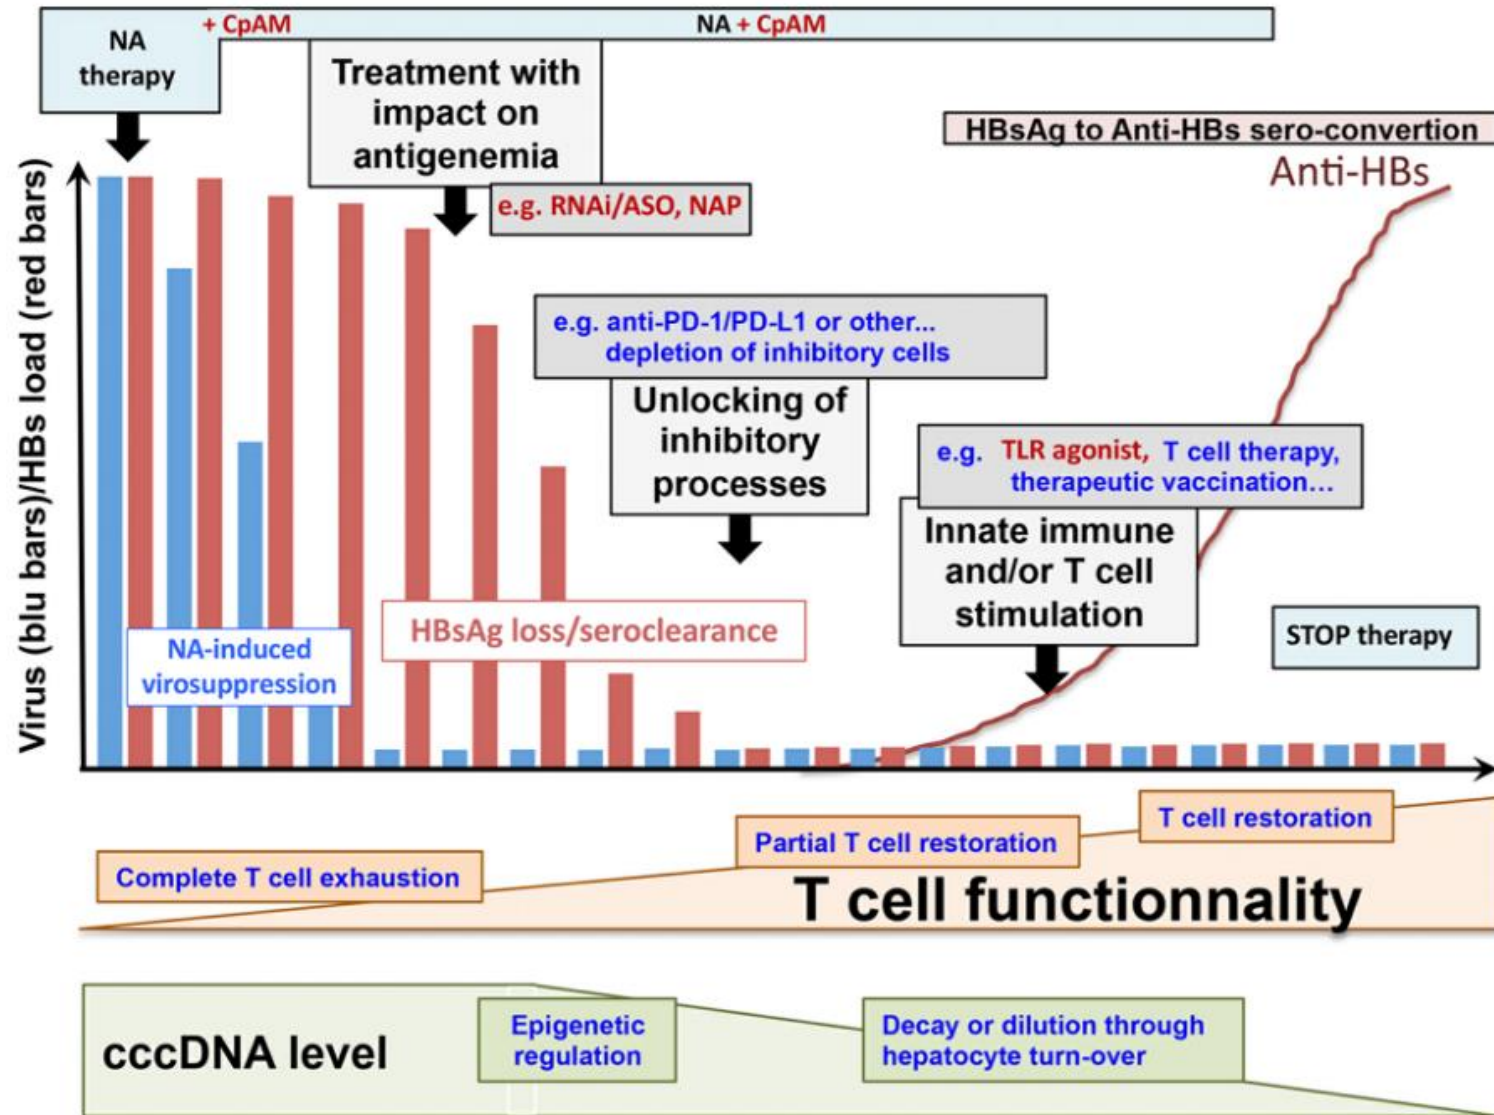 NA
therapy
+ CpAM
NA + CpAM
Treatment with
impact on
antigenemia
e.g. RNAi/ASO, NAP
HBsAg to Anti-HBs sero-convertion
Anti-HBs
Virus (blu bars)/HBs load (red bars)
e.g. anti-PD-1/PD-L1 or other...
depletion of inhibitory cells
Unlocking of
inhibitory
processes
e.g. TLR agonist, T cell therapy,
therapeutic vaccination...
Innate immune
and/or T cell
stimulation
HBsAg loss/seroclearance
NA-induced
virosuppression
STOP therapy
Complete T cell exhaustion
Partial T cell restoration
T cell restoration
T cell functionnality
cccDNA level
Epigenetic
regulation
Decay or dilution through
hepatocyte turn-over